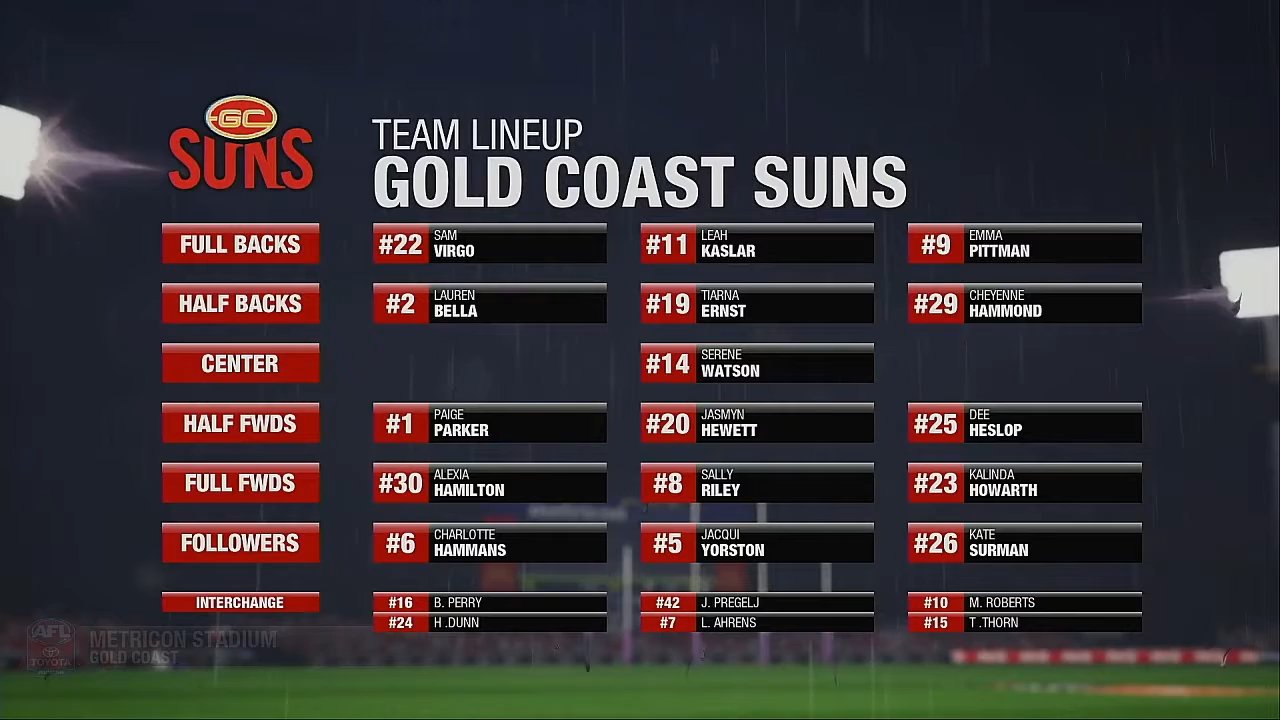 GC
SUNS
TEAM LINEUP
GOLD COAST SUNS
FULL BACKS
#22 SAM VIRGO
#11 LEAH KASLAR
#9 EMMA PITTMAN
HALF BACKS
#2 LAUREN BELLA
#19 TIARNA ERNST
#29 CHEYENNE HAMMOND
CENTER
#14 SERENE WATSON
HALF FWDS
#1 PAIGE PARKER
#20 JASMYN HEWETT
#25 DEE HESLOP
FULL FWDS
#30 ALEXIA HAMILTON
#8 SALLY RILEY
#23 KALINDA HOWARTH
FOLLOWERS
#6 CHARLOTTE HAMMANS
#5 JACQUI YORSTON
#26 KATE SURMAN
INTERCHANGE
#16 B. PERRY
#42 J. PREGELJ
#10 M. ROBERTS
#24 H .DUNN
#7 L. AHRENS
#15 T .THORN
AFL
TOYOTA
METRICON STADIUM
GOLD COAST